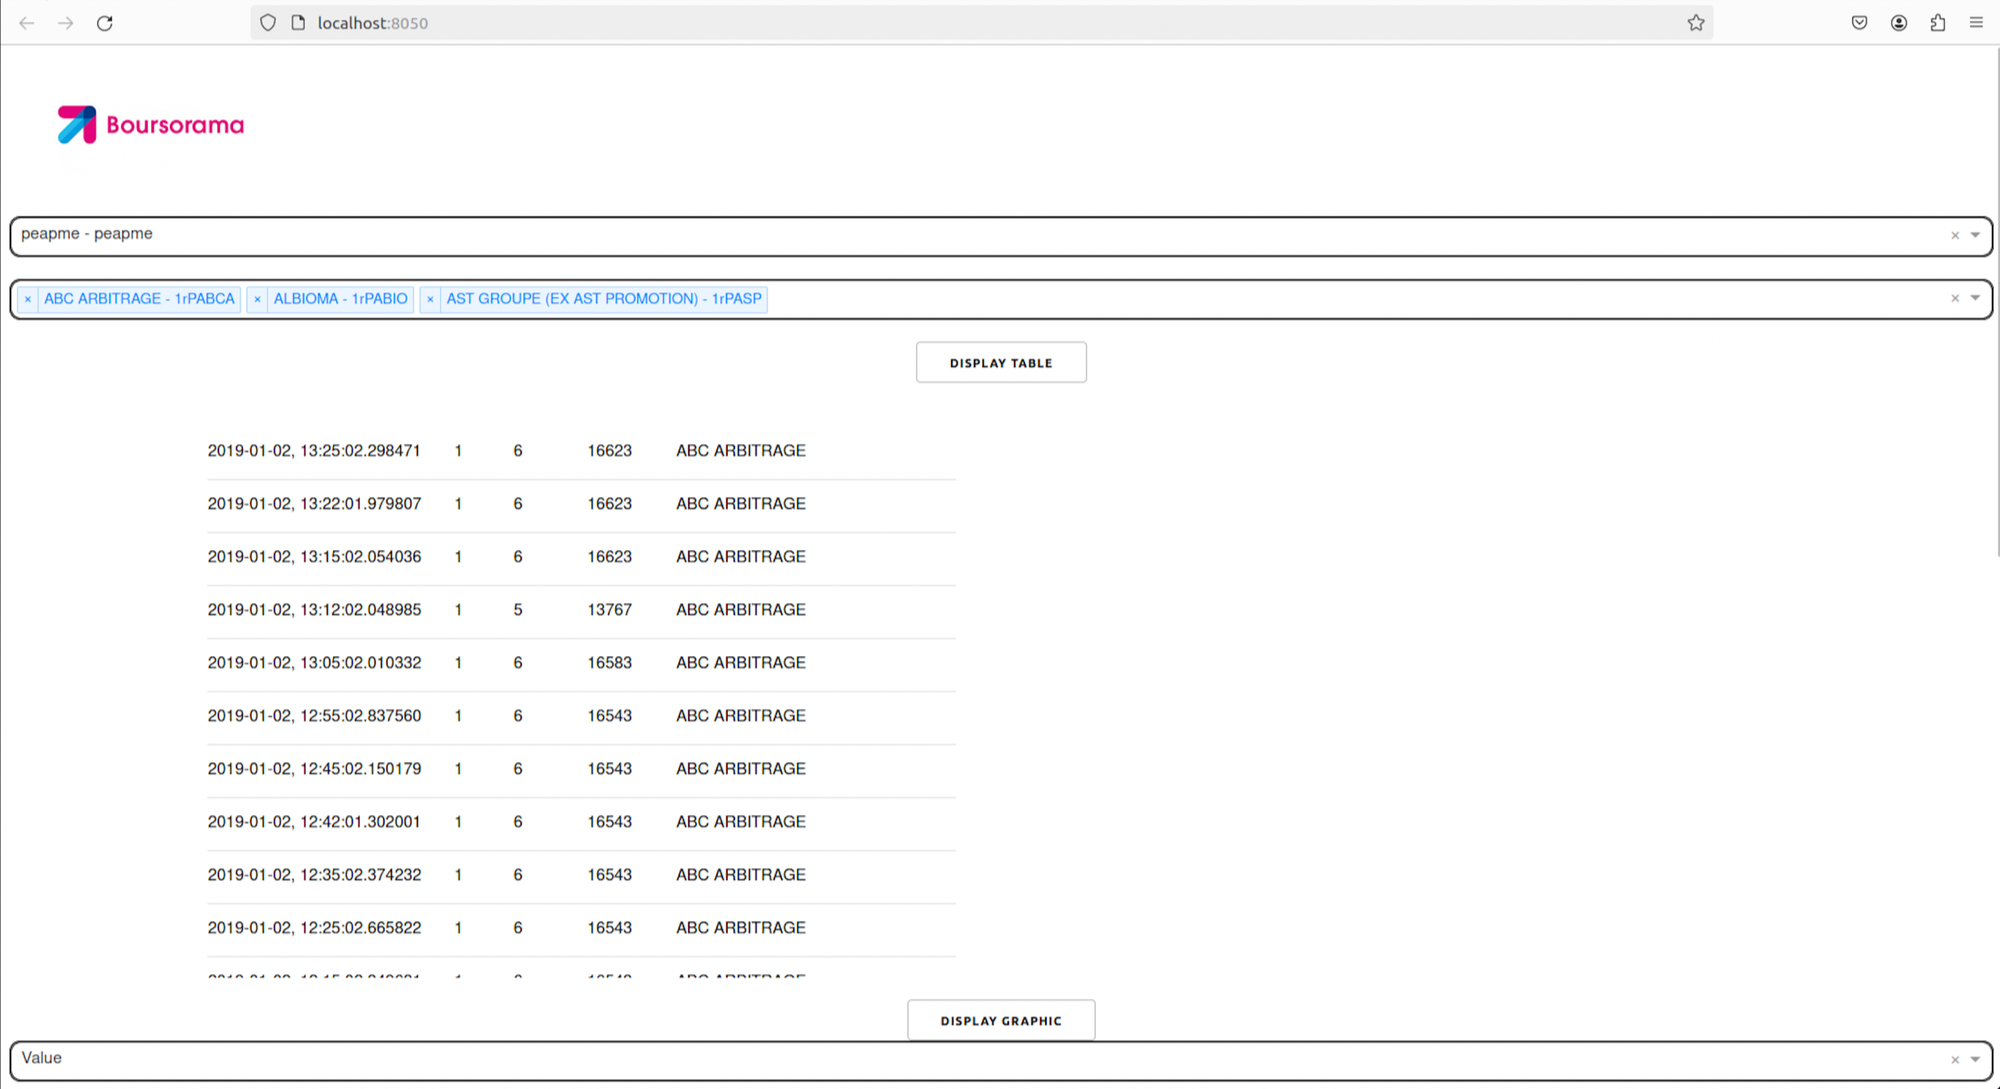 localhost:8050
Boursorama
peapme - peapme
× ABC ARBITRAGE - 1rPABCA × ALBIOMA - 1rPABIO × AST GROUPE (EX AST PROMOTION) - 1rPASP
DISPLAY TABLE
2019-01-02, 13:25:02.298471 1 6 16623 ABC ARBITRAGE
2019-01-02, 13:22:01.979807 1 6 16623 ABC ARBITRAGE
2019-01-02, 13:15:02.054036 1 6 16623 ABC ARBITRAGE
2019-01-02, 13:12:02.048985 1 5 13767 ABC ARBITRAGE
2019-01-02, 13:05:02.010332 1 6 16583 ABC ARBITRAGE
2019-01-02, 12:55:02.837560 1 6 16543 ABC ARBITRAGE
2019-01-02, 12:45:02.150179 1 6 16543 ABC ARBITRAGE
2019-01-02, 12:42:01.302001 1 6 16543 ABC ARBITRAGE
2019-01-02, 12:35:02.374232 1 6 16543 ABC ARBITRAGE
2019-01-02, 12:25:02.665822 1 6 16543 ABC ARBITRAGE
DISPLAY GRAPHIC
Value